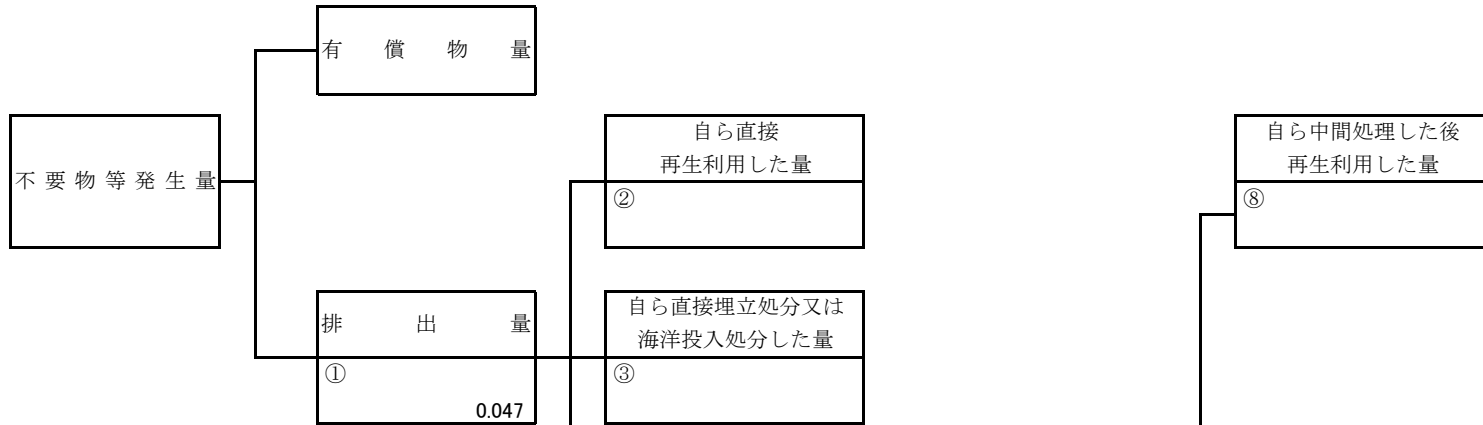 有償物量
不要物等発生量
自ら直接
再生利用した量
②
自ら中間処理した後
再生利用した量
⑧
排出量
①
0.047
自ら直接埋立処分又は
海洋投入処分した量
③